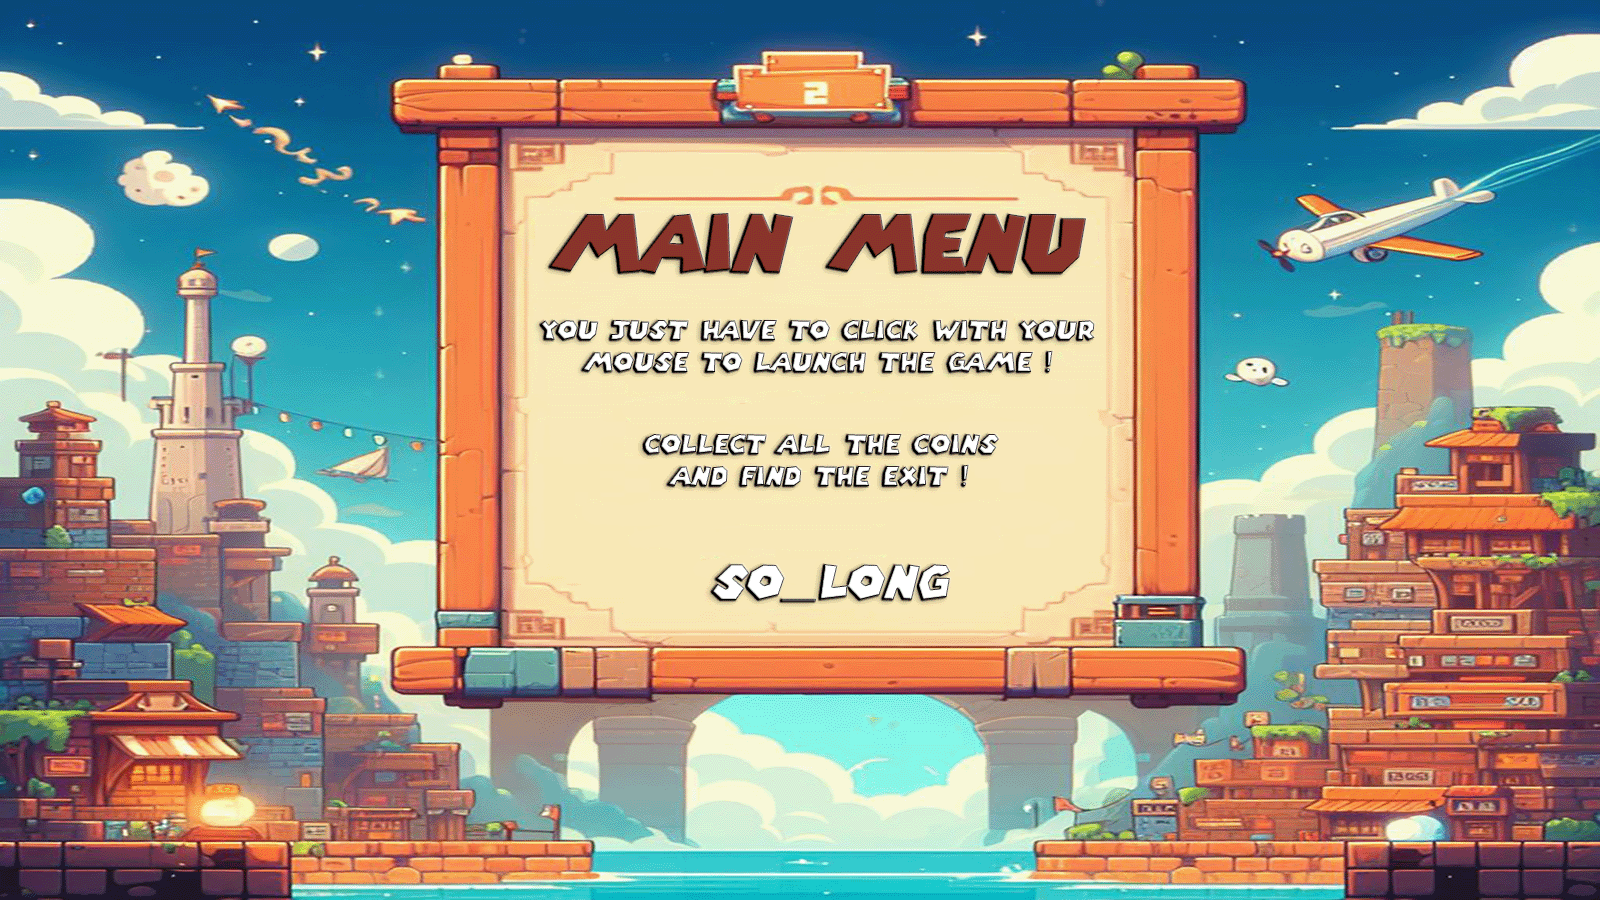 2
MAIN MENU
YOU JUST HAVE TO CLICK WITH YOUR
MOUSE TO LAUNCH THE GAME !
COLLECT ALL THE COINS
AND FIND THE EXIT !
SO_LONG